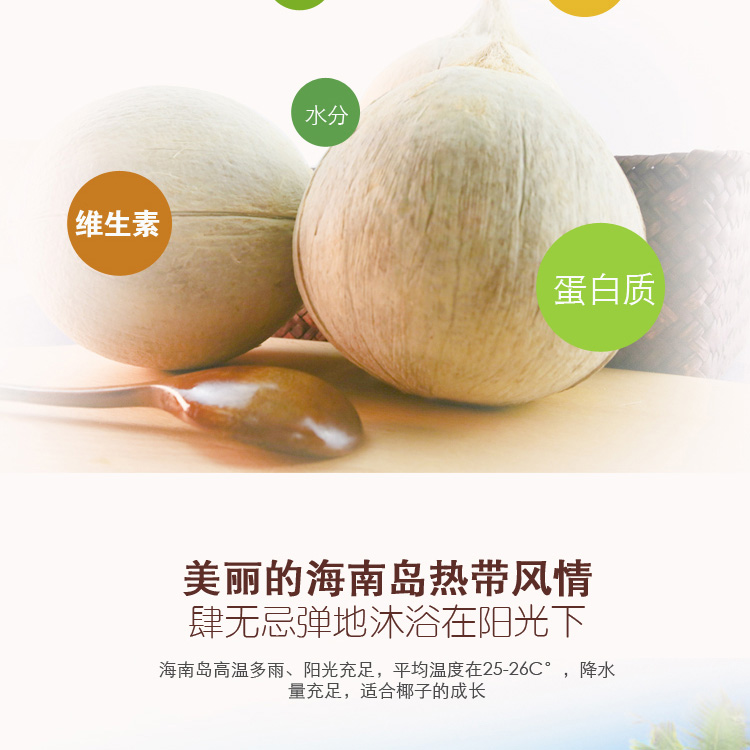 水分
维生素
蛋白质
美丽的海南岛热带风情
肆无忌弹地沐浴在阳光下
海南岛高温多雨、阳光充足，平均温度在25-26C°，降水
量充足，适合椰子的成长